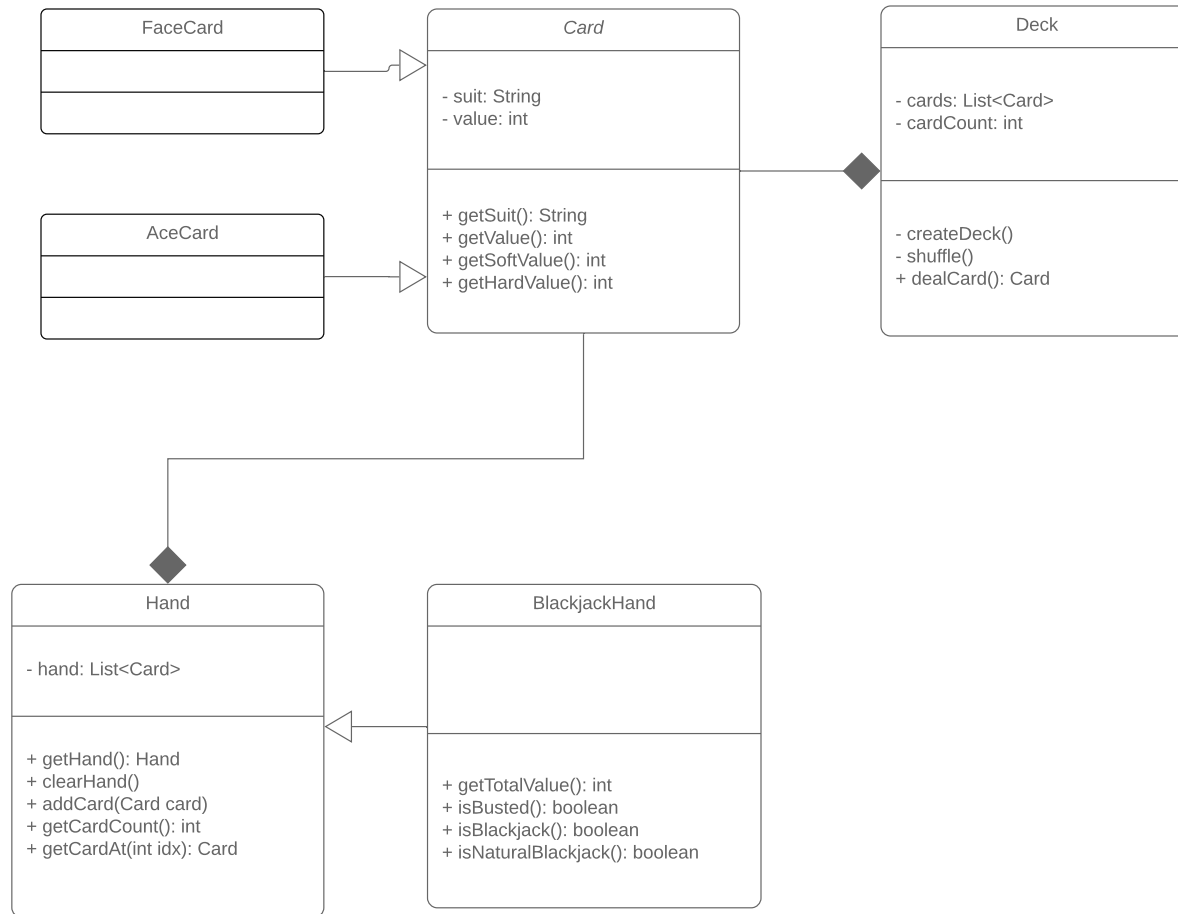 FaceCard
Card
- suit: String
- value: int
+ getSuit(): String
+ getValue(): int
+ getSoftValue(): int
+ getHardValue(): int
Deck
- cards: List<Card>
- cardCount: int
- createDeck()
- shuffle()
+ dealCard(): Card
AceCard
Hand
- hand: List<Card>
+ getHand(): Hand
+ clearHand()
+ addCard(Card card)
+ getCardCount(): int
+ getCardAt(int idx): Card
BlackjackHand
+ getTotalValue(): int
+ isBusted(): boolean
+ isBlackjack(): boolean
+ isNaturalBlackjack(): boolean